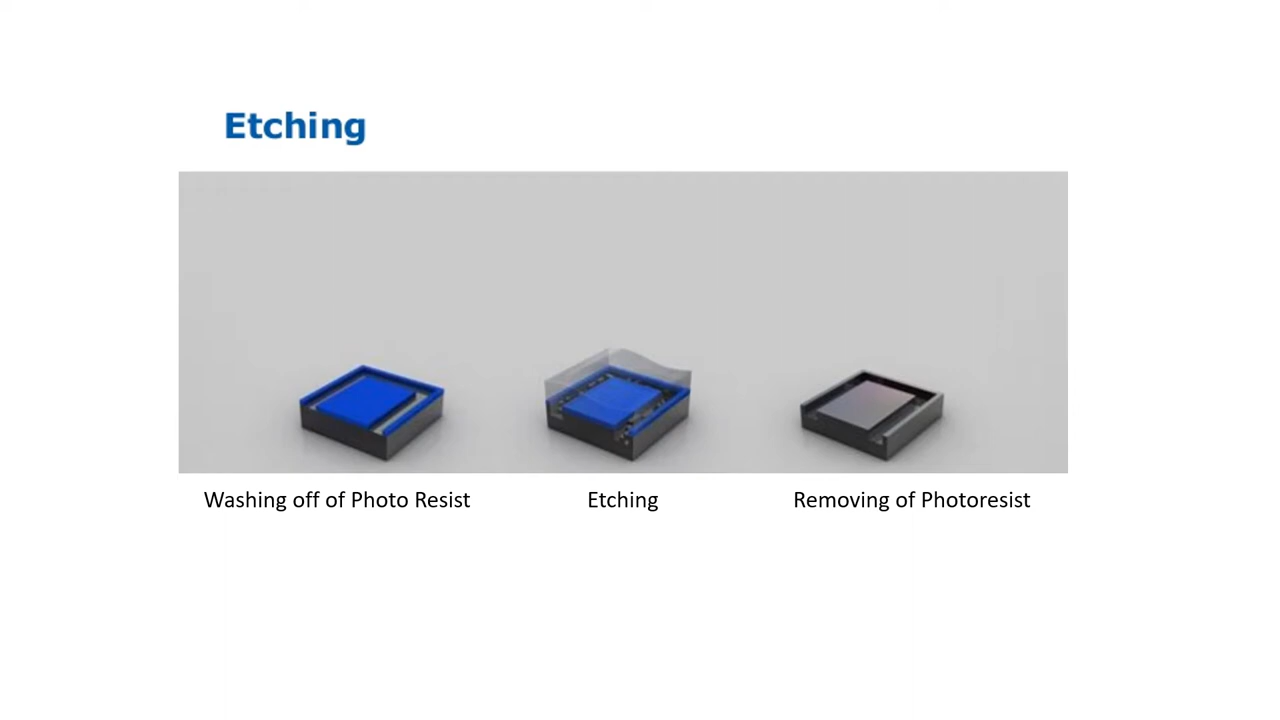 Etching
Washing off of Photo Resist
Etching
Removing of Photoresist